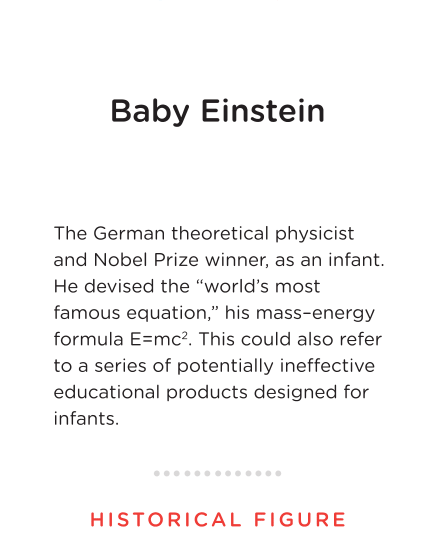 Baby Einstein
The German theoretical physicist
and Nobel Prize winner, as an infant.
He devised the “world’s most
famous equation,” his mass–energy
formula E=mc². This could also refer
to a series of potentially ineffective
educational products designed for
infants.
HISTORICAL FIGURE